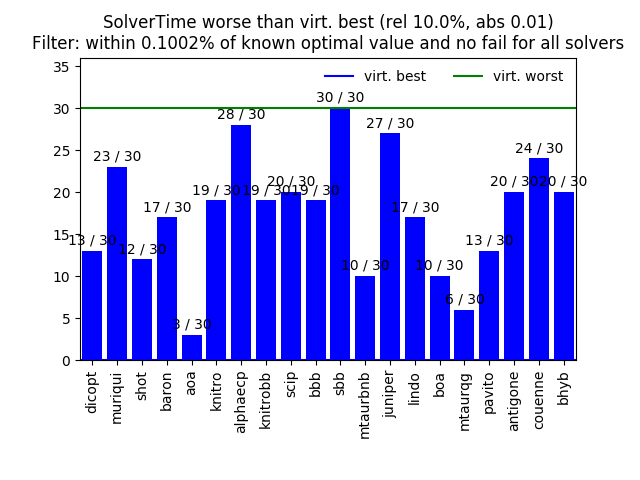 SolverTime worse than virt. best (rel 10.0%, abs 0.01)
Filter: within 0.1002% of known optimal value and no fail for all solvers
virt. best
virt. worst
35
30
25
20
15
10
5
0
13 / 30
23 / 30
12 / 30
17 / 30
3 / 30
19 / 30
28 / 30
19 / 30
20 / 30
19 / 30
30 / 30
10 / 30
27 / 30
17 / 30
10 / 30
6 / 30
13 / 30
20 / 30
24 / 30
20 / 30
dicopt
muriqui
shot
baron
aoa
knitro
alphaecp
knitrobb
scip
bbb
sbb
mtaurbnb
juniper
lindo
boa
mtaurqg
pavito
antigone
couenne
bhyb